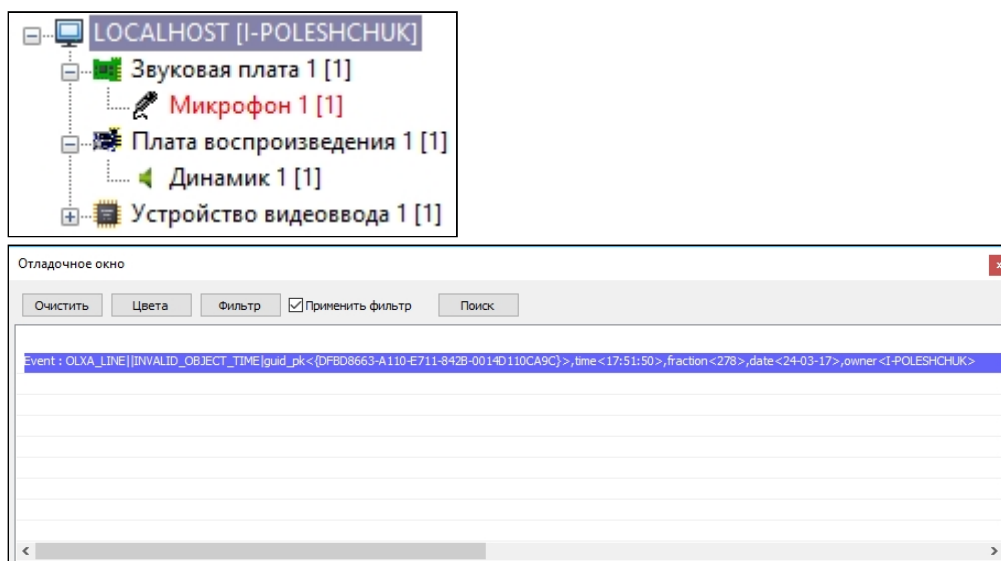 LOCALHOST [I-POLESHCHUK]
Звуковая плата 1 [1]
Микрофон 1 [1]
Плата воспроизведения 1 [1]
Динамик 1 [1]
Устройство видеоввода 1 [1]
Отладочное окно
Очистить Цвета Фильтр Применить фильтр Поиск
Event : OLXA_LINE||INVALID_OBJECT_TIME|guid_pk<{DFBD8663-A110-E711-842B-0014D110CA9C}>,time<17:51:50>,fraction<278>,date<24-03-17>,owner<I-POLESHCHUK>